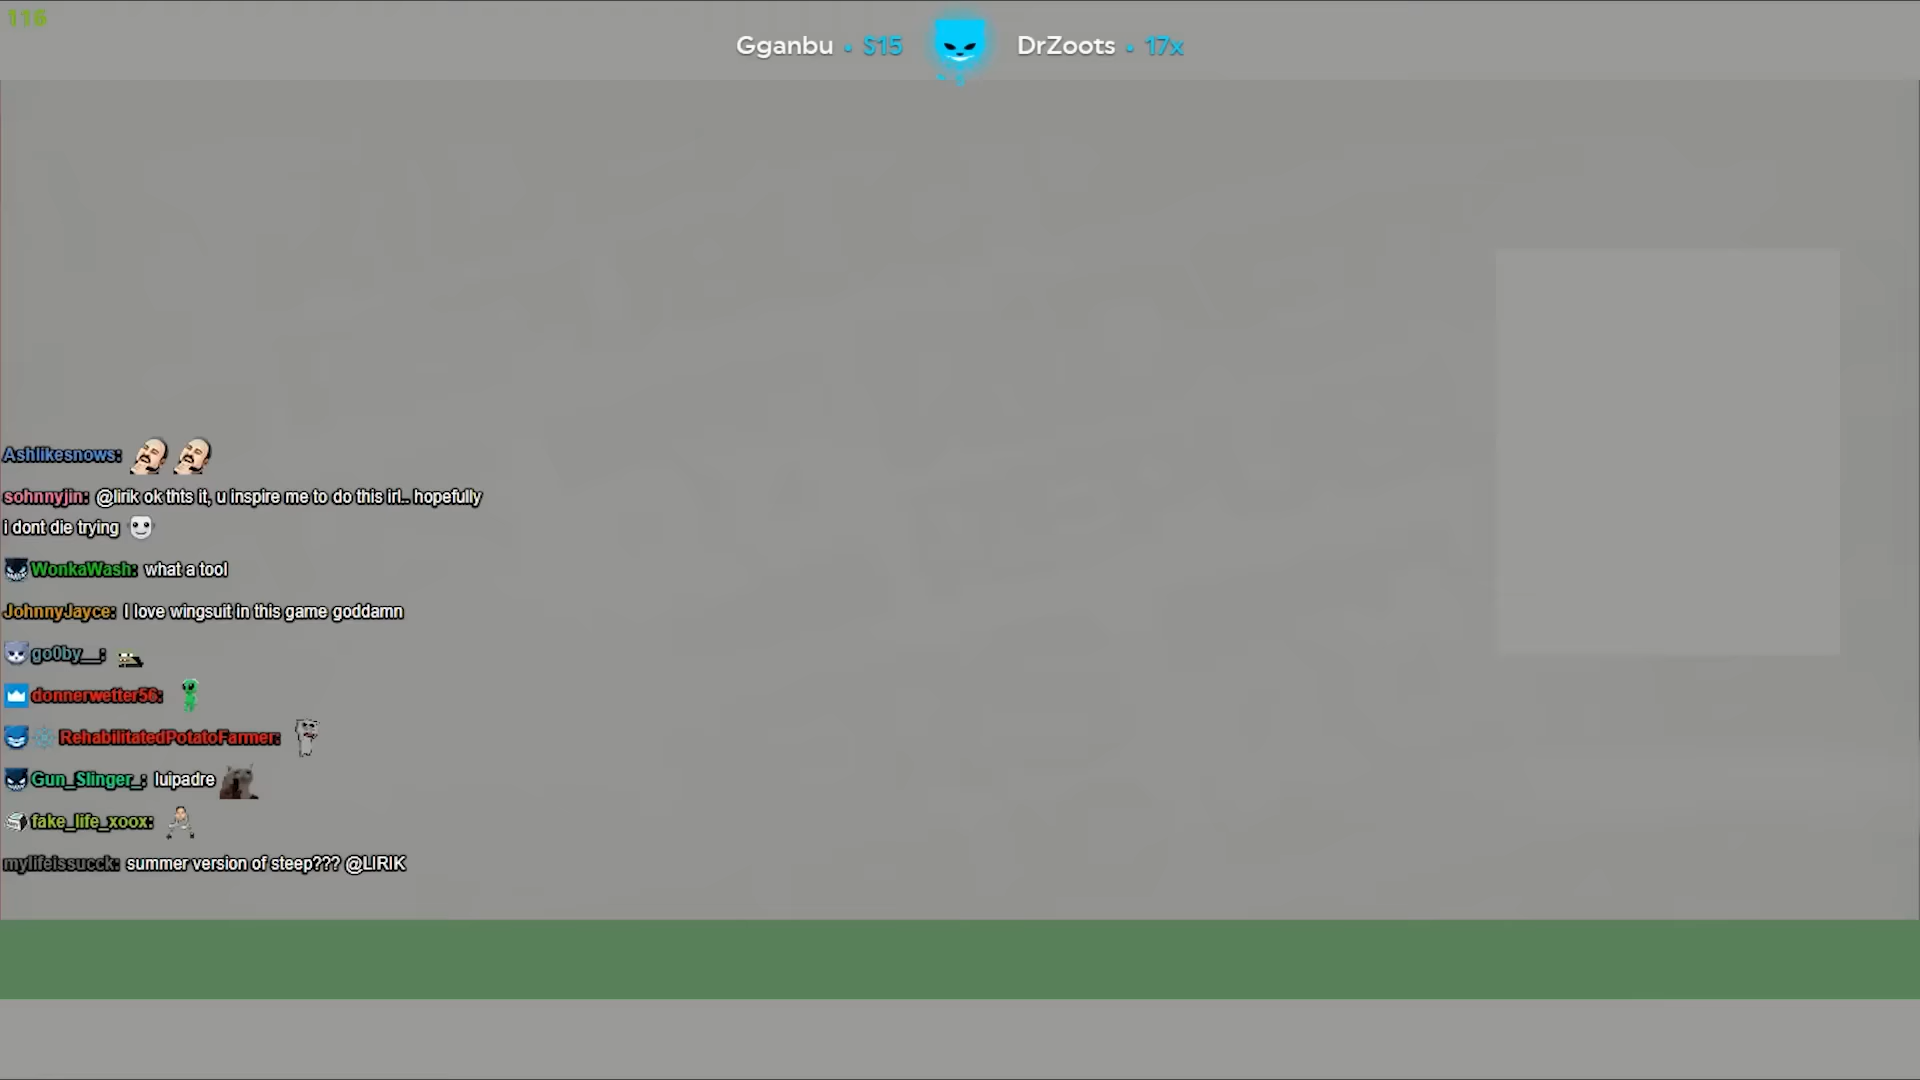 116
Gganbu • $15 DrZoots • 17x
Ashlikesnows:
sohnnyjin: @lirik ok thts it, u inspire me to do this irl.. hopefully
i dont die trying
WonkaWash: what a tool
JohnnyJayce: I love wingsuit in this game goddamn
go0by__:
donnerwetter56:
RehabilitatedPotatoFarmer:
Gun_Slinger_: luipadre
fake_life_xoox:
mylifeissucck: summer version of steep??? @LIRIK